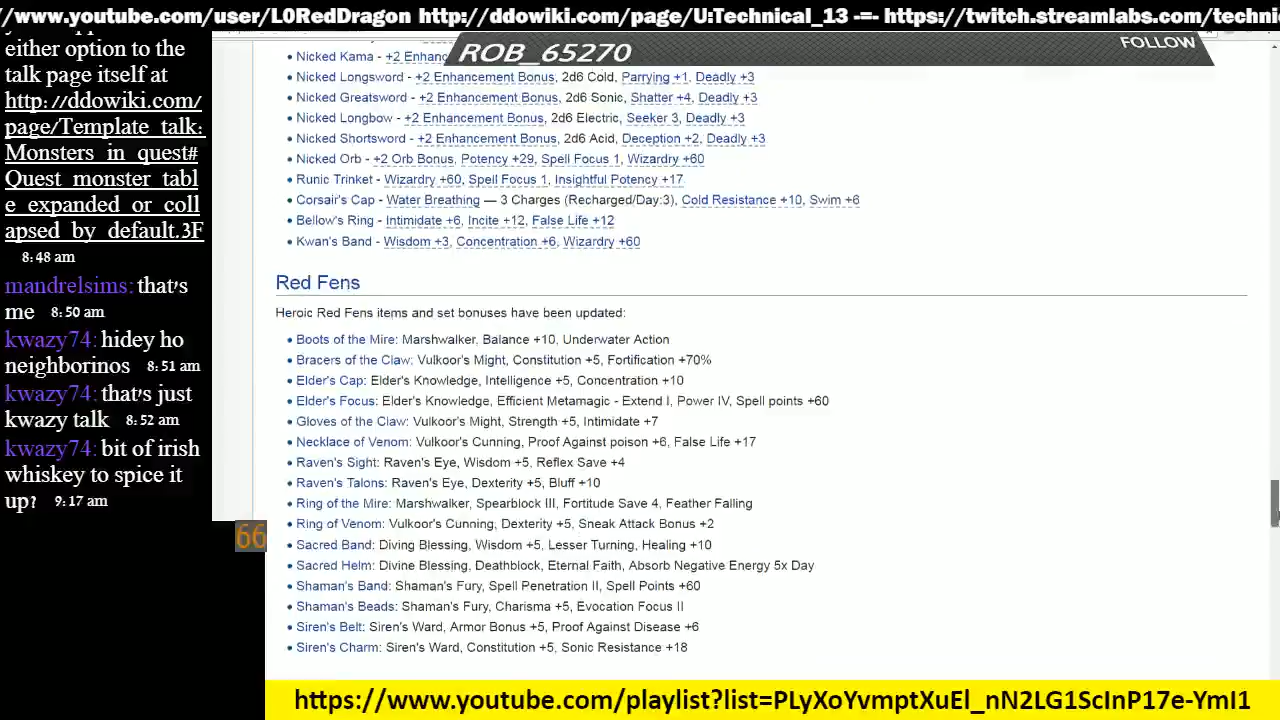 //www.youtube.com/user/L0RedDragon http://ddowiki.com/page/U:Technical_13 -=- https://twitch.streamlabs.com/techni
ROB_65270
FOLLOW
either option to the
talk page itself at
http://ddowiki.com/
page/Template_talk:
Monsters_in_quest#
Quest_monster_tabl
e_expanded_or_coll
apsed_by_default.3F
8:48 am
mandrelsims: that's
me 8:50 am
kwazy74: hidey ho
neighborinos 8:51 am
kwazy74: that's just
kwazy talk 8:52 am
kwazy74: bit of irish
whiskey to spice it
up? 9:17 am
66
Nicked Kama - +2 Enhanc
Nicked Longsword - +2 Enhancement Bonus, 2d6 Cold, Parrying +1, Deadly +3
Nicked Greatsword - +2 Enhancement Bonus, 2d6 Sonic, Shatter +4, Deadly +3
Nicked Longbow - +2 Enhancement Bonus, 2d6 Electric, Seeker 3, Deadly +3
Nicked Shortsword - +2 Enhancement Bonus, 2d6 Acid, Deception +2, Deadly +3
Nicked Orb - +2 Orb Bonus, Potency +29, Spell Focus 1, Wizardry +60
Runic Trinket - Wizardry +60, Spell Focus 1, Insightful Potency +17
Corsair's Cap - Water Breathing — 3 Charges (Recharged/Day:3), Cold Resistance +10, Swim +6
Bellow's Ring - Intimidate +6, Incite +12, False Life +12
Kwan's Band - Wisdom +3, Concentration +6, Wizardry +60
Red Fens
Heroic Red Fens items and set bonuses have been updated:
Boots of the Mire: Marshwalker, Balance +10, Underwater Action
Bracers of the Claw: Vulkoor's Might, Constitution +5, Fortification +70%
Elder's Cap: Elder's Knowledge, Intelligence +5, Concentration +10
Elder's Focus: Elder's Knowledge, Efficient Metamagic - Extend I, Power IV, Spell points +60
Gloves of the Claw: Vulkoor's Might, Strength +5, Intimidate +7
Necklace of Venom: Vulkoor's Cunning, Proof Against poison +6, False Life +17
Raven's Sight: Raven's Eye, Wisdom +5, Reflex Save +4
Raven's Talons: Raven's Eye, Dexterity +5, Bluff +10
Ring of the Mire: Marshwalker, Spearblock III, Fortitude Save 4, Feather Falling
Ring of Venom: Vulkoor's Cunning, Dexterity +5, Sneak Attack Bonus +2
Sacred Band: Diving Blessing, Wisdom +5, Lesser Turning, Healing +10
Sacred Helm: Divine Blessing, Deathblock, Eternal Faith, Absorb Negative Energy 5x Day
Shaman's Band: Shaman's Fury, Spell Penetration II, Spell Points +60
Shaman's Beads: Shaman's Fury, Charisma +5, Evocation Focus II
Siren's Belt: Siren's Ward, Armor Bonus +5, Proof Against Disease +6
Siren's Charm: Siren's Ward, Constitution +5, Sonic Resistance +18
https://www.youtube.com/playlist?list=PLyXoYvmptXuEl_nN2LG1ScInP17e-YmI1